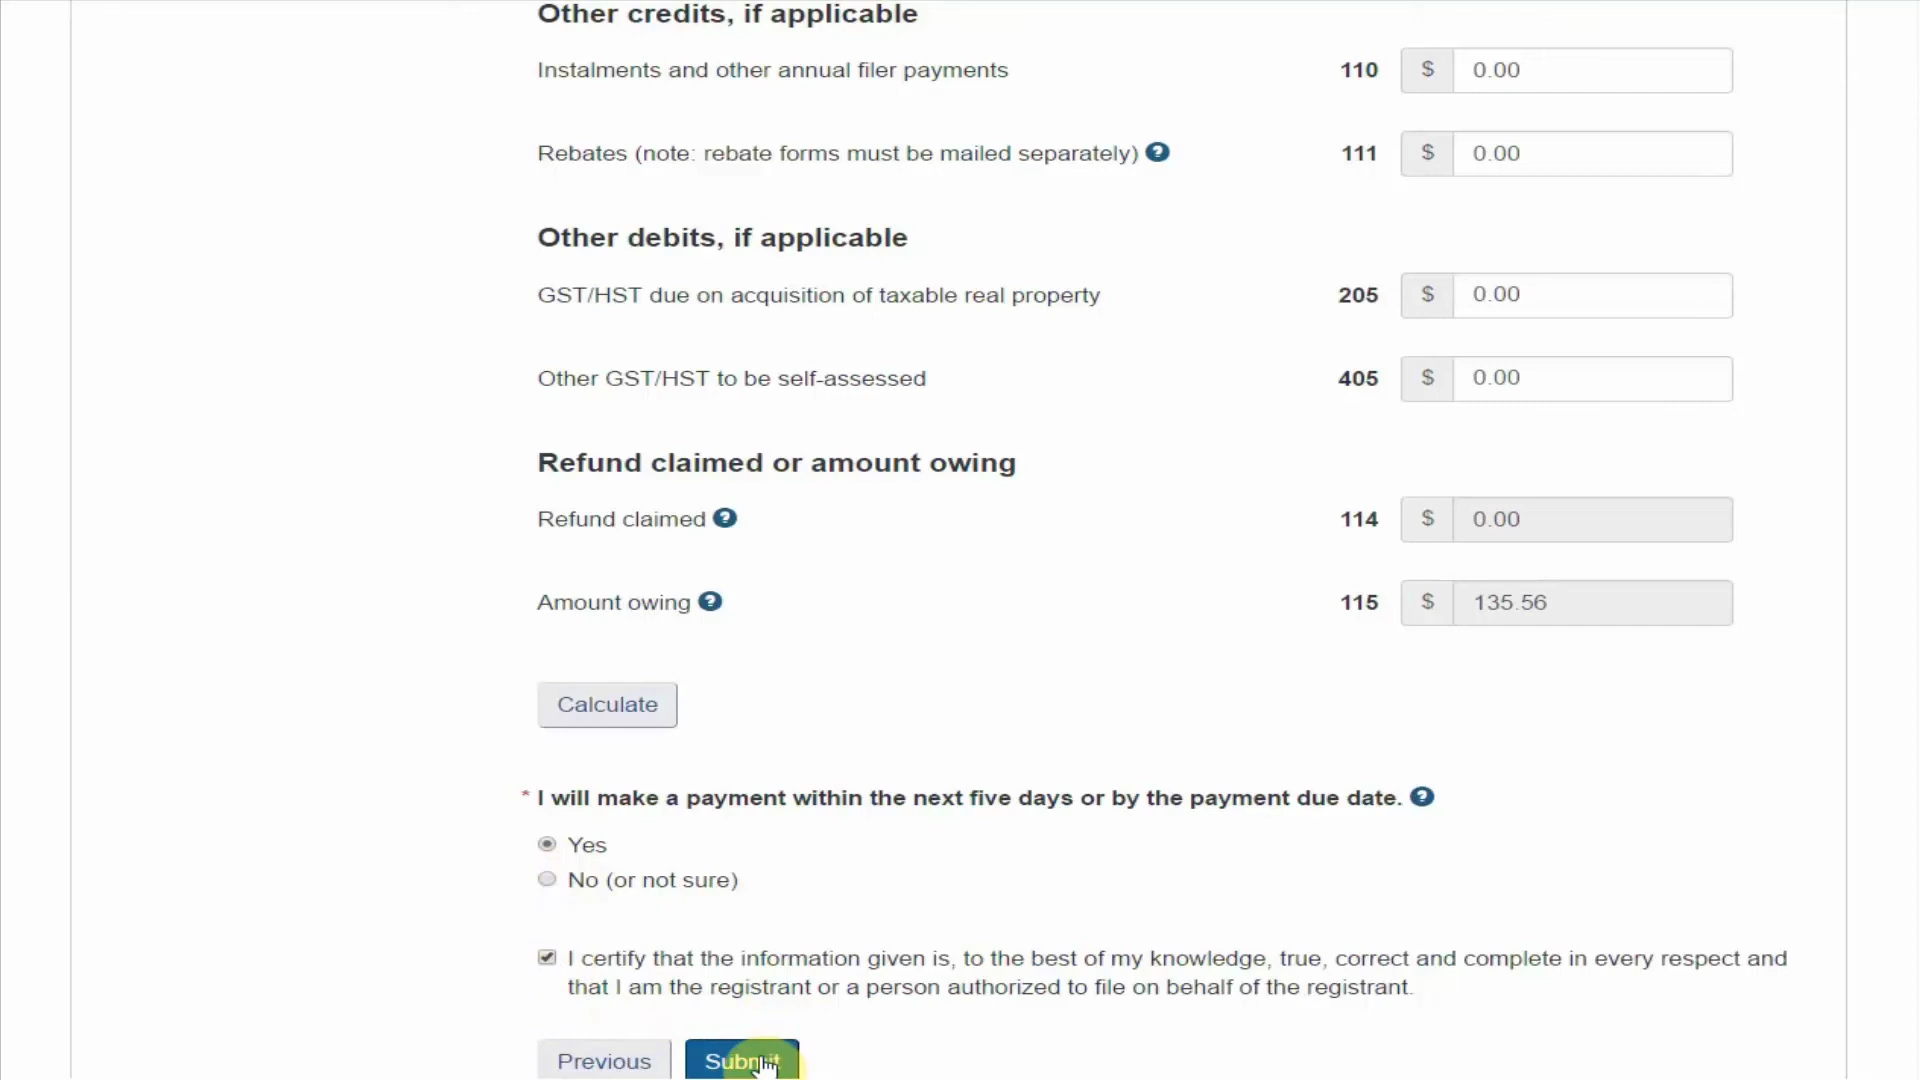 Other credits, if applicable
Instalments and other annual filer payments 110 $ 0.00
Rebates (note: rebate forms must be mailed separately) ? 111 $ 0.00
Other debits, if applicable
GST/HST due on acquisition of taxable real property 205 $ 0.00
Other GST/HST to be self-assessed 405 $ 0.00
Refund claimed or amount owing
Refund claimed ? 114 $ 0.00
Amount owing ? 115 $ 135.56
Calculate
* I will make a payment within the next five days or by the payment due date. ?
Yes
No (or not sure)
I certify that the information given is, to the best of my knowledge, true, correct and complete in every respect and
that I am the registrant or a person authorized to file on behalf of the registrant.
Previous Submit